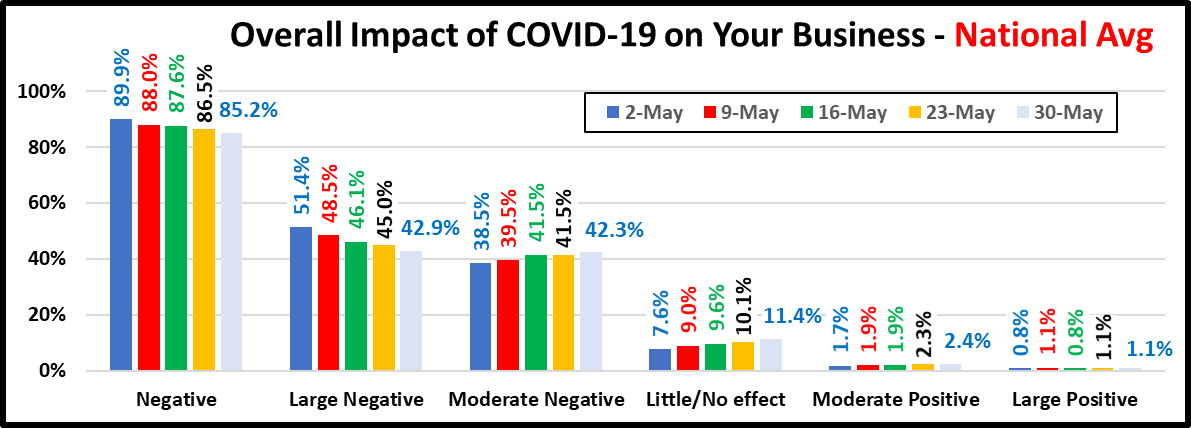 Overall Impact of COVID-19 on Your Business - National Avg
2-May 9-May 16-May 23-May 30-May
100%
80%
60%
40%
20%
0%
89.9% 88.0% 87.6% 86.5% 85.2%
51.4% 48.5% 46.1% 45.0% 42.9%
38.5% 39.5% 41.5% 41.5% 42.3%
7.6% 9.0% 9.6% 10.1% 11.4%
1.7% 1.9% 1.9% 2.3% 2.4%
0.8% 1.1% 0.8% 1.1% 1.1%
Negative Large Negative Moderate Negative Little/No effect Moderate Positive Large Positive